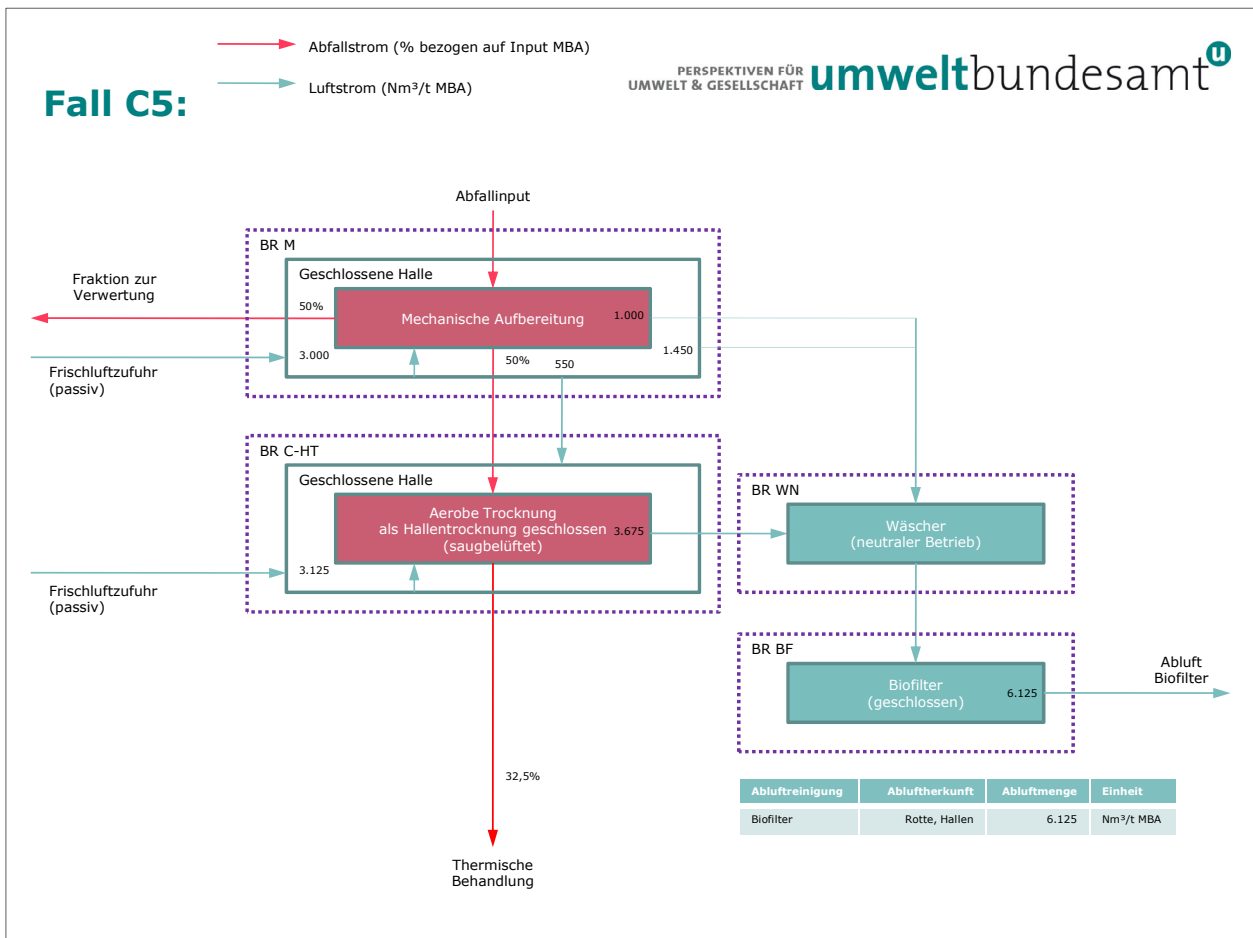 Abfallstrom (% bezogen auf Input MBA)
Luftstrom (Nm³/t MBA)
PERSPEKTIVEN FÜR
UMWELT & GESELLSCHAFT
umweltbundesamt
u
Fall C5:
Abfallinput
BR M
Geschlossene Halle
Fraktion zur
Verwertung
50%
Mechanische Aufbereitung
1.000
3.000
1.450
50%
550
Frischluftzufuhr
(passiv)
BR C-HT
Geschlossene Halle
Aerobe Trocknung
als Hallentrocknung geschlossen
(saugbelüftet)
3.675
3.125
Frischluftzufuhr
(passiv)
BR WN
Wäscher
(neutraler Betrieb)
BR BF
Biofilter
(geschlossen)
6.125
Abluft
Biofilter
32,5%
Thermische
Behandlung
Abluftreinigung Abluftherkunft Abluftmenge Einheit
Biofilter Rotte, Hallen 6.125 Nm³/t MBA